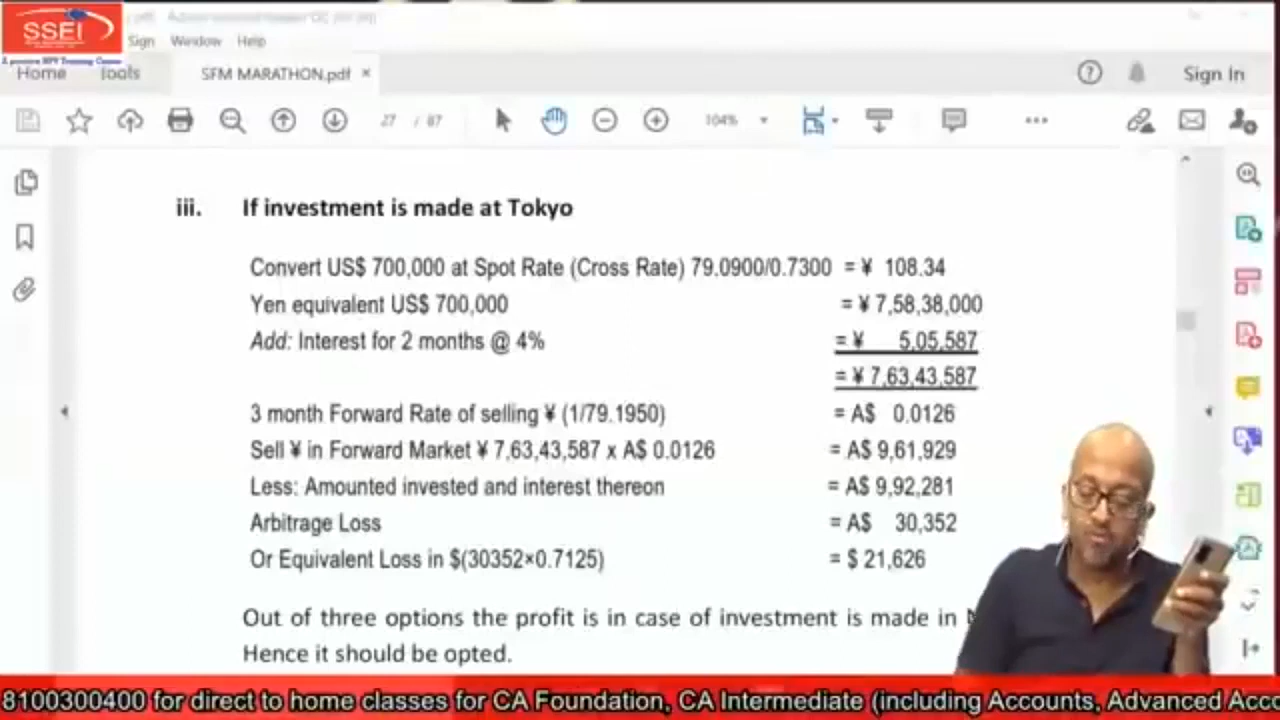 SSEI
Sign Window Help
Home Tools SFM MARATHON.pdf × Sign In
27 / 87 104%
iii. If investment is made at Tokyo
Convert US$ 700,000 at Spot Rate (Cross Rate) 79.0900/0.7300 = ¥ 108.34
Yen equivalent US$ 700,000 = ¥ 7,58,38,000
Add: Interest for 2 months @ 4% = ¥ 5,05,587
= ¥ 7,63,43,587
3 month Forward Rate of selling ¥ (1/79.1950) = A$ 0.0126
Sell ¥ in Forward Market ¥ 7,63,43,587 x A$ 0.0126 = A$ 9,61,929
Less: Amounted invested and interest thereon = A$ 9,92,281
Arbitrage Loss = A$ 30,352
Or Equivalent Loss in $(30352×0.7125) = $ 21,626
Out of three options the profit is in case of investment is made in
Hence it should be opted.
8100300400 for direct to home classes for CA Foundation, CA Intermediate (including Accounts, Advanced Acc